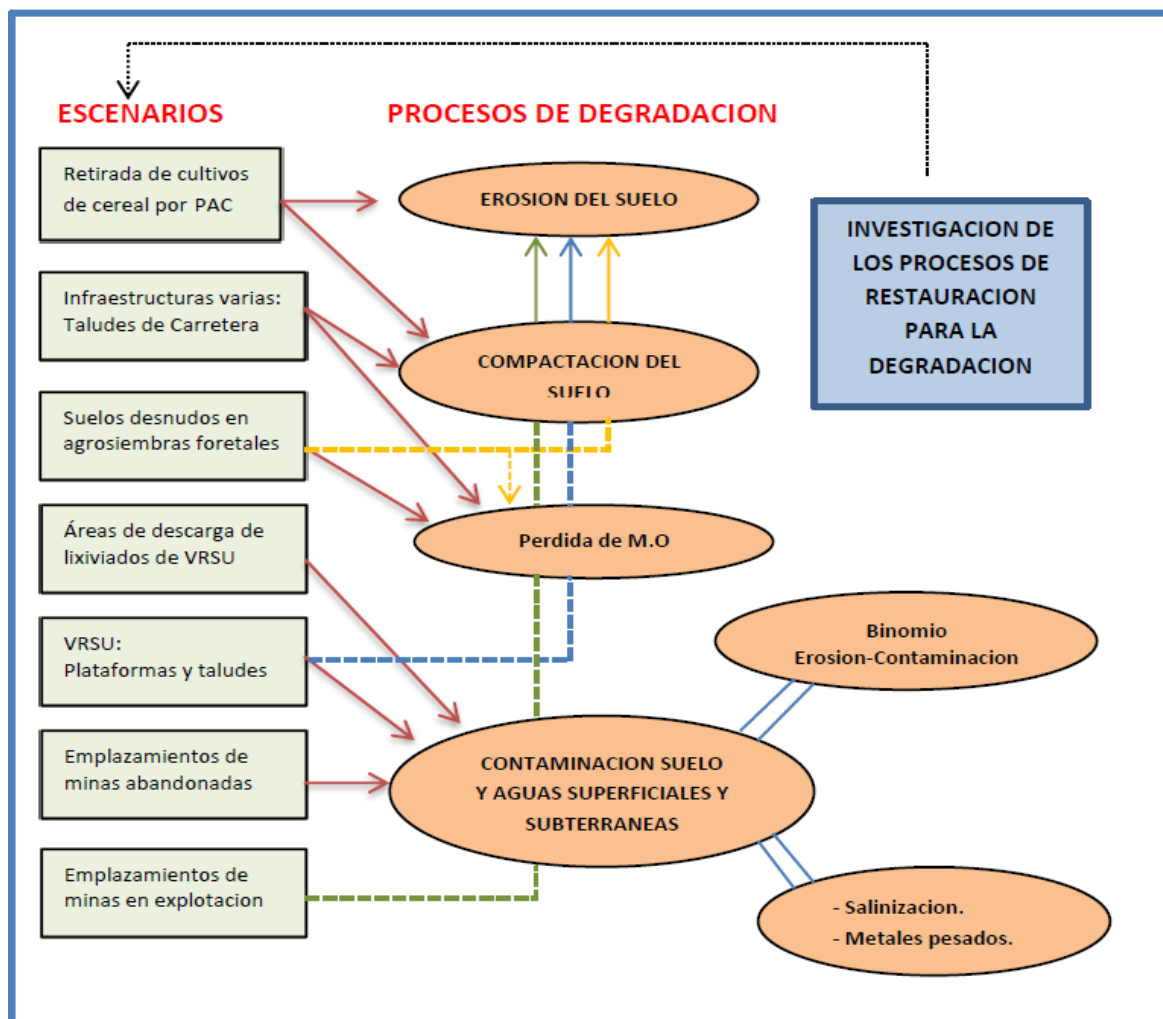 ESCENARIOS
PROCESOS DE DEGRADACION
Retirada de cultivos
de cereal por PAC
Infraestructuras varias:
Taludes de Carretera
Suelos desnudos en
agrosiembras foretales
Áreas de descarga de
lixiviados de VRSU
VRSU:
Plataformas y taludes
Emplazamientos de
minas abandonadas
Emplazamientos de
minas en explotacion
EROSION DEL SUELO
COMPACTACION DEL
SUELO
Perdida de M.O
CONTAMINACION SUELO
Y AGUAS SUPERFICIALES Y
SUBTERRANEAS
Binomio
Erosion-Contaminacion
- Salinizacion.
- Metales pesados.
INVESTIGACION DE
LOS PROCESOS DE
RESTAURACION
PARA LA
DEGRADACION